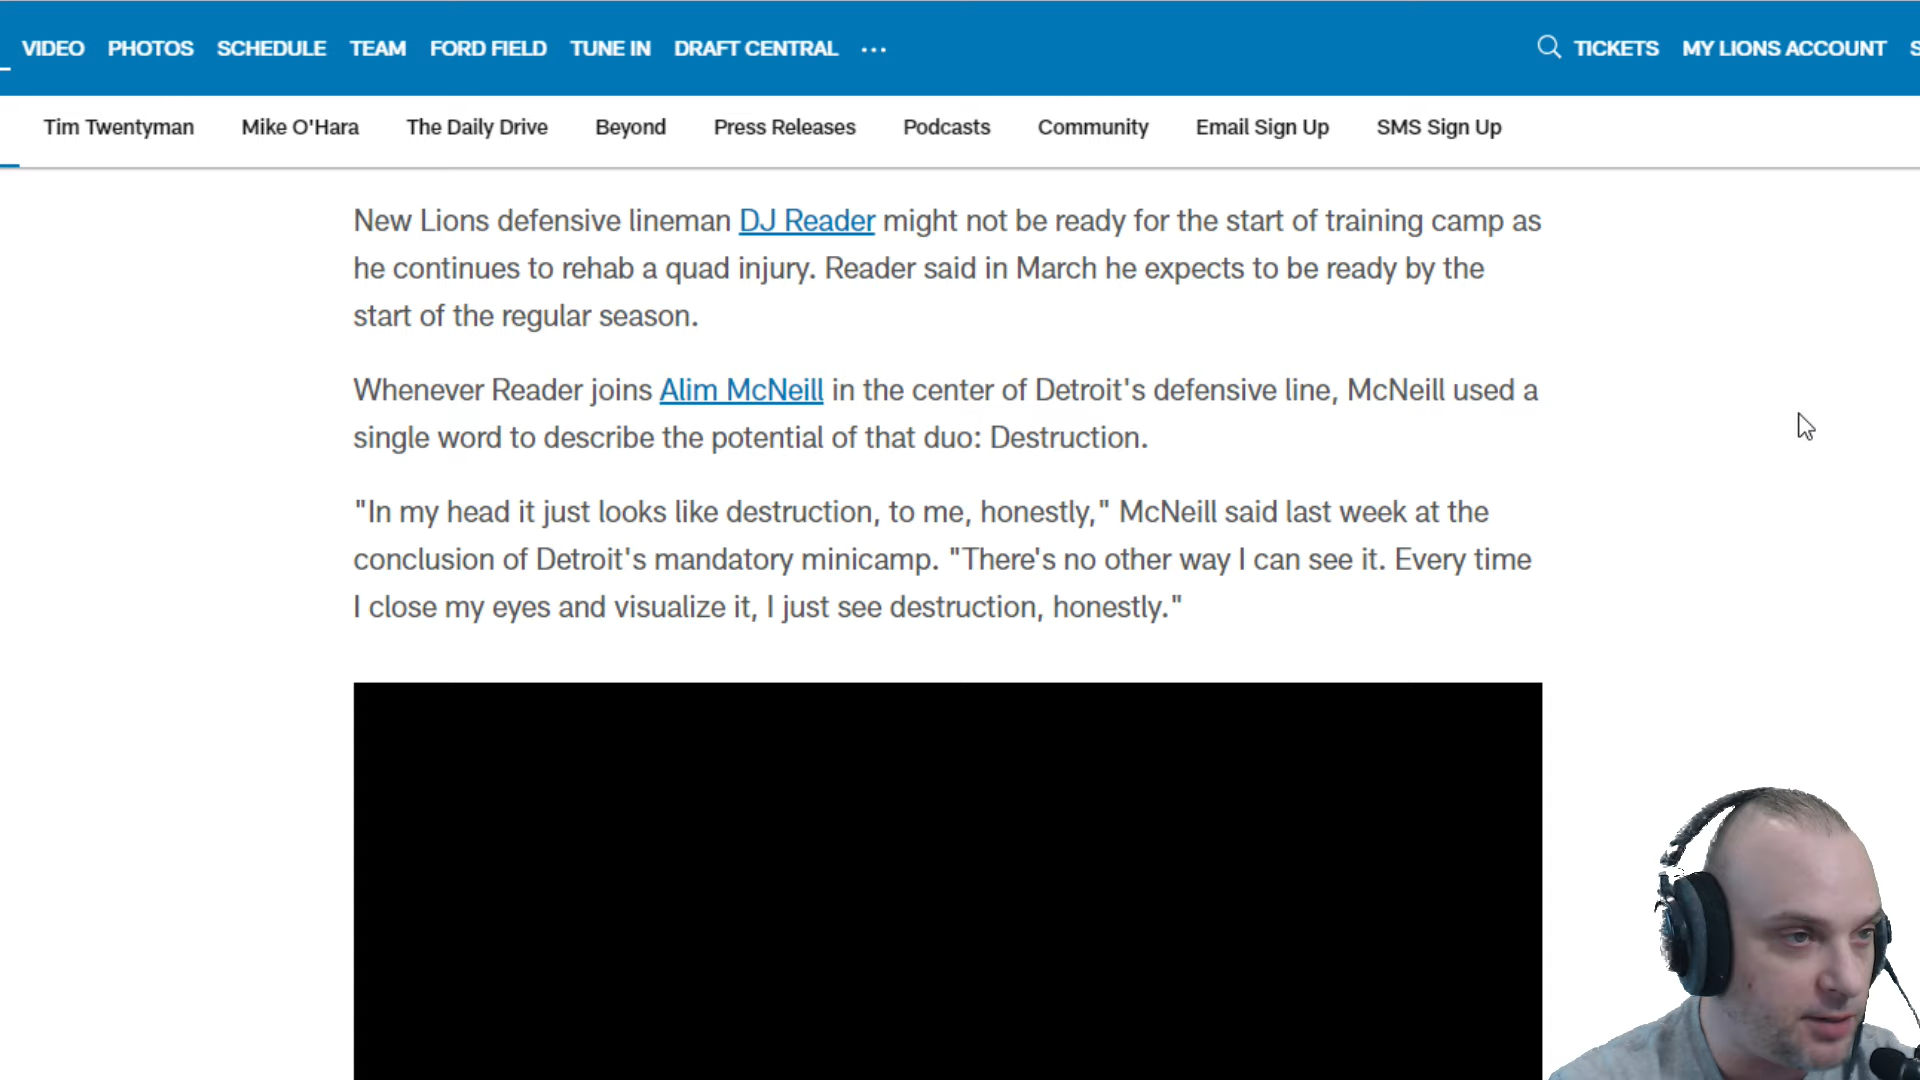 VIDEO PHOTOS SCHEDULE TEAM FORD FIELD TUNE IN DRAFT CENTRAL ... TICKETS MY LIONS ACCOUNT
Tim Twentyman Mike O'Hara The Daily Drive Beyond Press Releases Podcasts Community Email Sign Up SMS Sign Up
New Lions defensive lineman DJ Reader might not be ready for the start of training camp as
he continues to rehab a quad injury. Reader said in March he expects to be ready by the
start of the regular season.
Whenever Reader joins Alim McNeill in the center of Detroit's defensive line, McNeill used a
single word to describe the potential of that duo: Destruction.
"In my head it just looks like destruction, to me, honestly," McNeill said last week at the
conclusion of Detroit's mandatory minicamp. "There's no other way I can see it. Every time
I close my eyes and visualize it, I just see destruction, honestly."